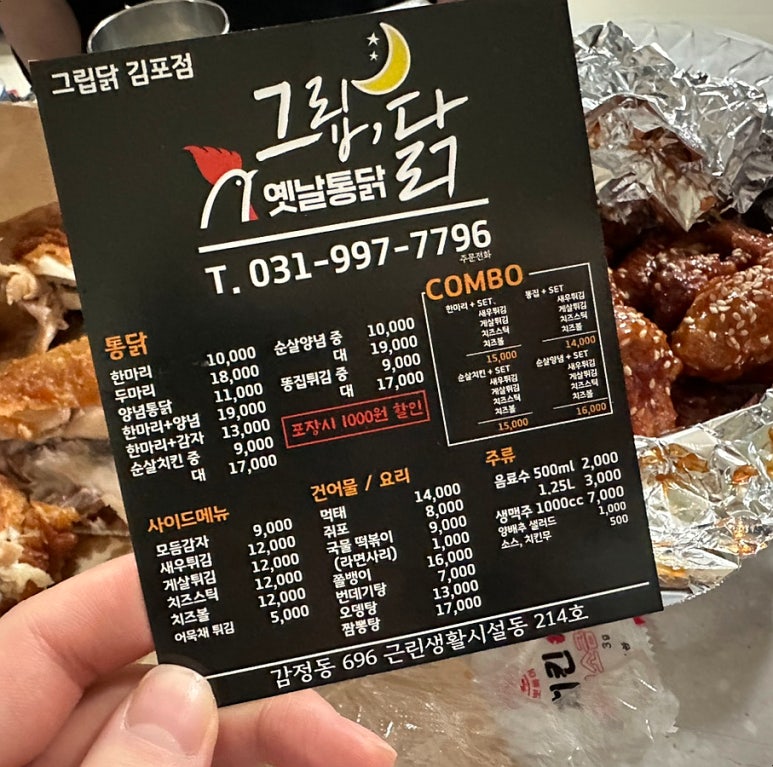 그립닭 김포점
그립, 닭
옛날통닭
T. 031-997-7796
주문전화
통닭
한마리 10,000
두마리 18,000
양념통닭 11,000
한마리+양념 19,000
한마리+감자 13,000
순살치킨 중 9,000
대 17,000
순살양념 중 10,000
대 19,000
똥집튀김 중 9,000
대 17,000
포장시 1000원 할인
COMBO
한마리 + SET.
새우튀김
게살튀김
치즈스틱
치즈볼
15,000
똥집 + SET
새우튀김
게살튀김
치즈스틱
치즈볼
14,000
순살치킨 + SET
새우튀김
게살튀김
치즈스틱
치즈볼
15,000
순살양념 + SET
새우튀김
게살튀김
치즈스틱
치즈볼
16,000
사이드메뉴
모듬감자 9,000
새우튀김 12,000
게살튀김 12,000
치즈스틱 12,000
치즈볼 12,000
어묵채 튀김 5,000
건어물 / 요리
먹태 14,000
쥐포 8,000
국물 떡볶이 9,000
(라면사리) 1,000
쫄뱅이 16,000
번데기탕 7,000
오뎅탕 13,000
짬뽕탕 17,000
주류
음료수 500ml 2,000
1.25L 3,000
생맥주 1000cc 7,000
양배추 샐러드 1,000
소스, 치킨무 500
감정동 696 근린생활시설동 214호